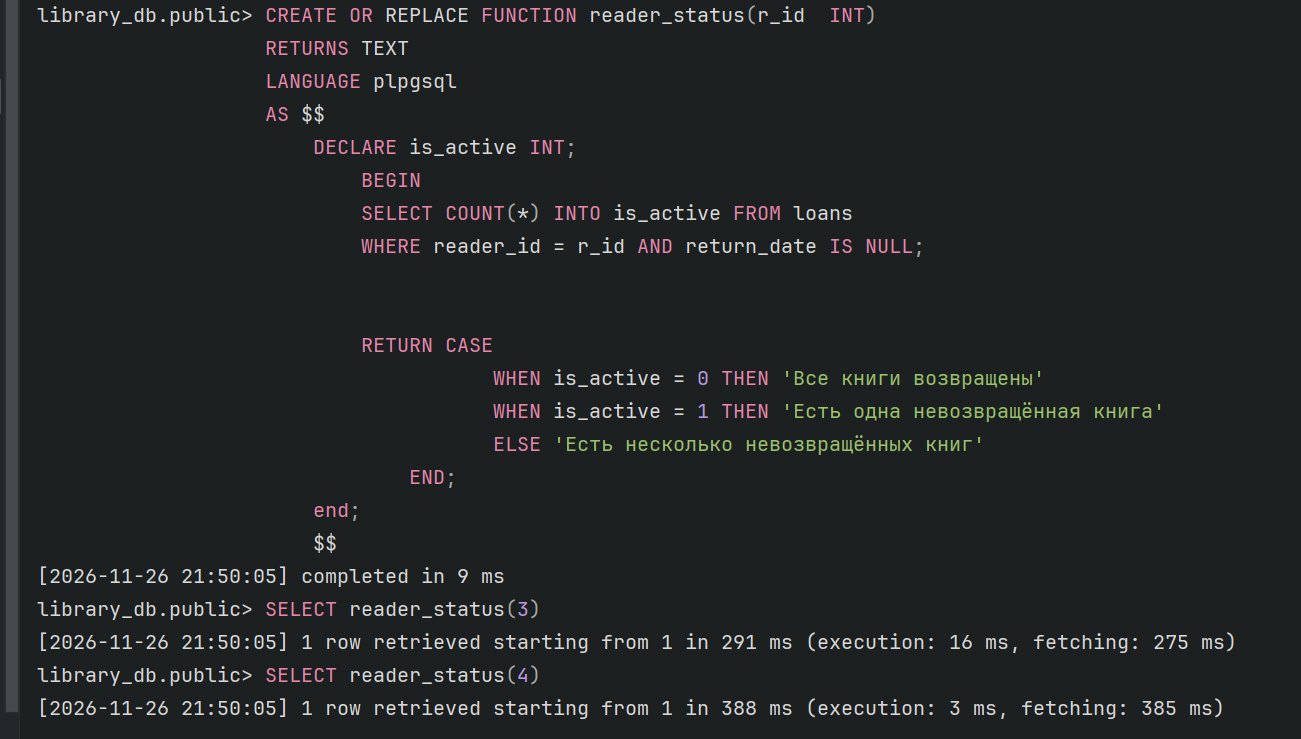 library_db.public> CREATE OR REPLACE FUNCTION reader_status(r_id  INT)
RETURNS TEXT
LANGUAGE plpgsql
AS $$
DECLARE is_active INT;
BEGIN
SELECT COUNT(*) INTO is_active FROM loans
WHERE reader_id = r_id AND return_date IS NULL;
RETURN CASE
WHEN is_active = 0 THEN 'Все книги возвращены'
WHEN is_active = 1 THEN 'Есть одна невозвращённая книга'
ELSE 'Есть несколько невозвращённых книг'
END;
end;
$$
[2026-11-26 21:50:05] completed in 9 ms
library_db.public> SELECT reader_status(3)
[2026-11-26 21:50:05] 1 row retrieved starting from 1 in 291 ms (execution: 16 ms, fetching: 275 ms)
library_db.public> SELECT reader_status(4)
[2026-11-26 21:50:05] 1 row retrieved starting from 1 in 388 ms (execution: 3 ms, fetching: 385 ms)